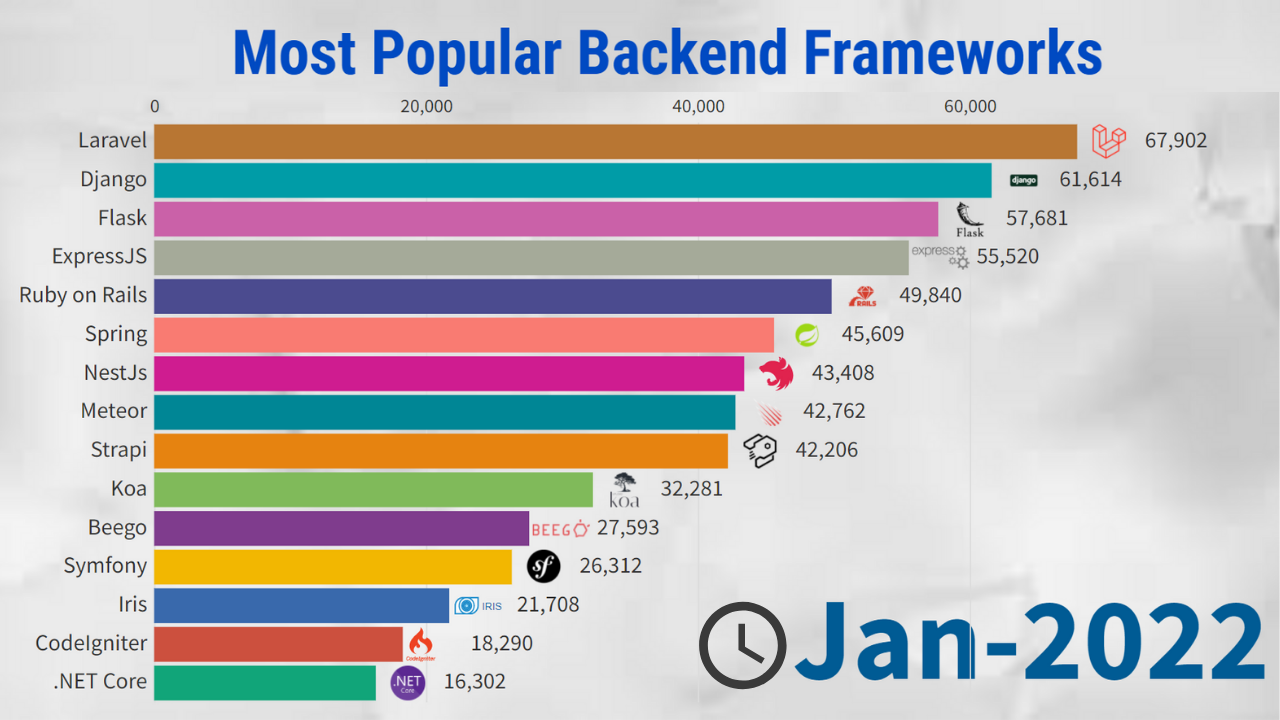 Most Popular Backend Frameworks
0 20,000 40,000 60,000
Laravel 67,902
Django django 61,614
Flask Flask 57,681
ExpressJS express 55,520
Ruby on Rails RAILS 49,840
Spring 45,609
NestJs 43,408
Meteor 42,762
Strapi 42,206
Koa koa 32,281
Beego BEEGO 27,593
Symfony sf 26,312
Iris IRIS 21,708
CodeIgniter CodeIgniter 18,290
.NET Core .NET Core 16,302
Jan-2022